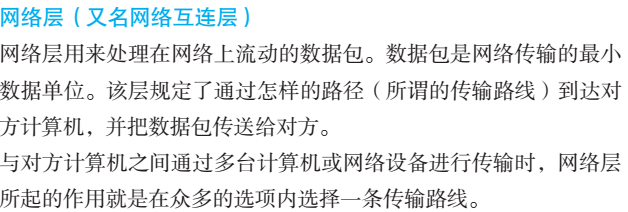 网络层（又名网络互连层）
网络层用来处理在网络上流动的数据包。数据包是网络传输的最小
数据单位。该层规定了通过怎样的路径（所谓的传输路线）到达对
方计算机，并把数据包传送给对方。
与对方计算机之间通过多台计算机或网络设备进行传输时，网络层
所起的作用就是在众多的选项内选择一条传输路线。